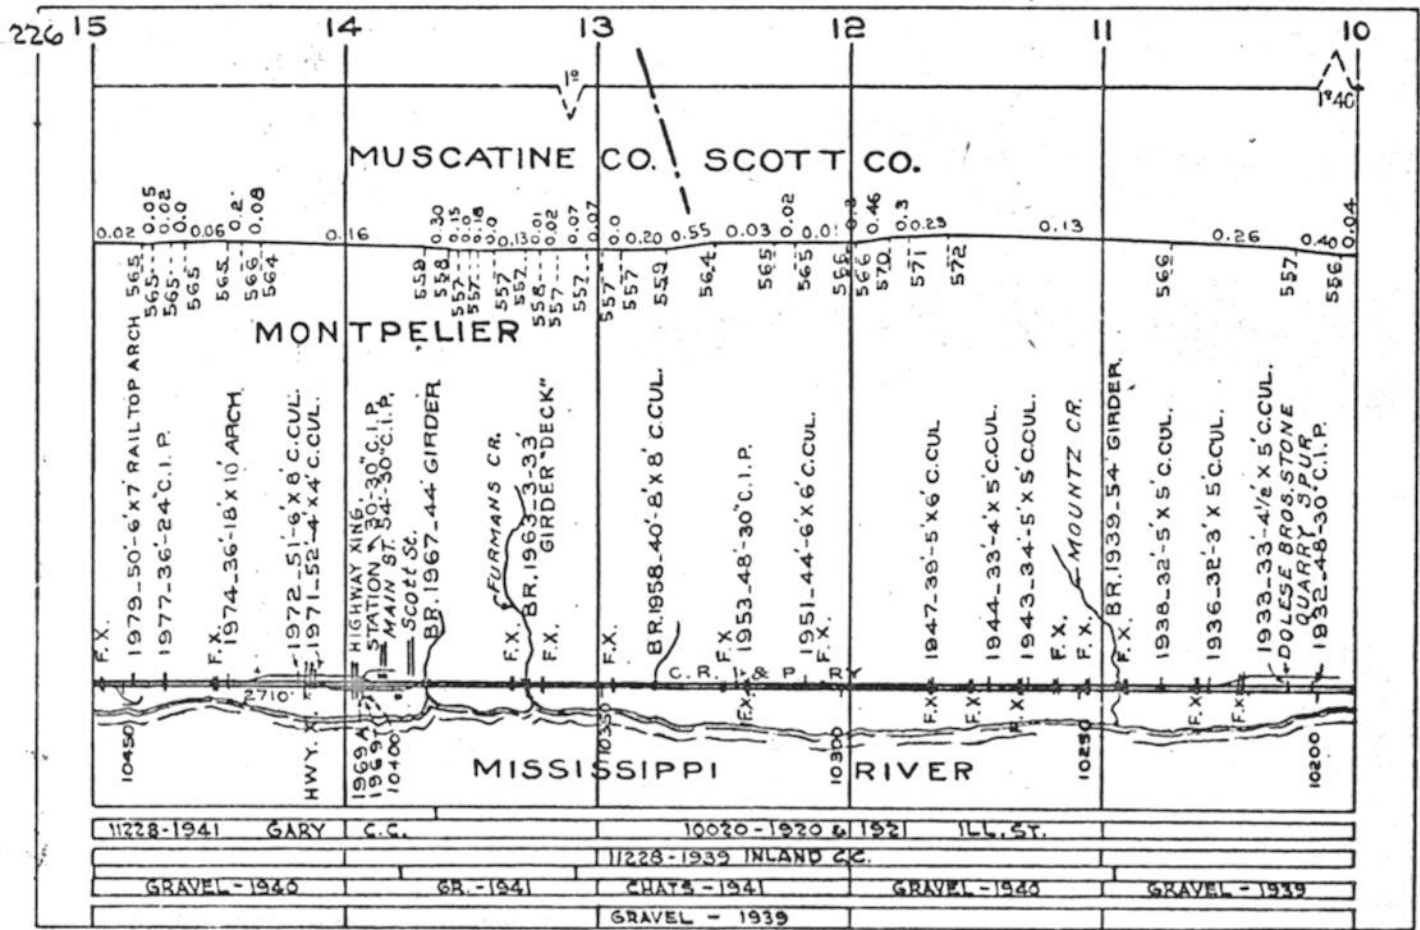 226 15 14 13 12 11 10
1° 1°40
MUSCATINE CO. SCOTT CO.
0.02 0.05 0.02 0.0 0.06 0.2 0.08 0.16 0.30 0.15 0.0 0.18 0.0 .13 0.01 0.02 0.07 0.07 0.0 0.20 0.55 0.03 0.02 0.01 0.46 0.3 0.23 0.13 0.26 0.04
565 565 565 565 565 566 564 558 557 557 557 557 558 557 557 557 557 559 564 565 565 566 566 570 571 572 566 557 556
MONTPELIER
F.X.
1979-50'-6'X7' RAIL TOP ARCH
1977-36'-24" C.I.P.
F.X.
1974-36'-18'X10' ARCH.
1972-51'-6'X8' C.CUL.
1971-52'-4'X4' C.CUL.
HIGHWAY XING.
STATION
30'-30" C.I.P.
MAIN ST. 54'-30" C.I.P.
SCOTT St.
BR.1967-44' GIRDER
FURMANS CR.
F.X.
BR.1963-3-33'
GIRDER "DECK"
F.X.
F.X.
BR.1958-40'-8'X8' C.CUL.
F.X
1953-48'-30" C.I.P.
1951-44'-6'X6' C.CUL.
F.X.
1947-39'-5'X6' C.CUL
1944-33'-4'X5' C.CUL.
1943-34'-5'X5' C.CUL.
F.X.
MOUNTZ CR.
F.X.
BR.1939-54' GIRDER.
F.X.
1938-32'-5'X5' C.CUL.
1936-32'-3'X5' C.CUL.
1933-33'-4½'X5' C.CUL.
DOLESE BROS. STONE
QUARRY SPUR
1932-48'-30" C.I.P.
C.R. I & P RY
2710'
F.X. F.X. F.X. F.X. F.X. F.X.
10450 HWY. X. 1969A 1969 10400 10350 10300 10250 10200
MISSISSIPPI RIVER
11228-1941 GARY C.C. 10020-1920 & 1921 ILL. ST.
11228-1939 INLAND C.C.
GRAVEL-1940 GR.-1941 CHATS-1941 GRAVEL-1940 GRAVEL-1939
GRAVEL - 1939